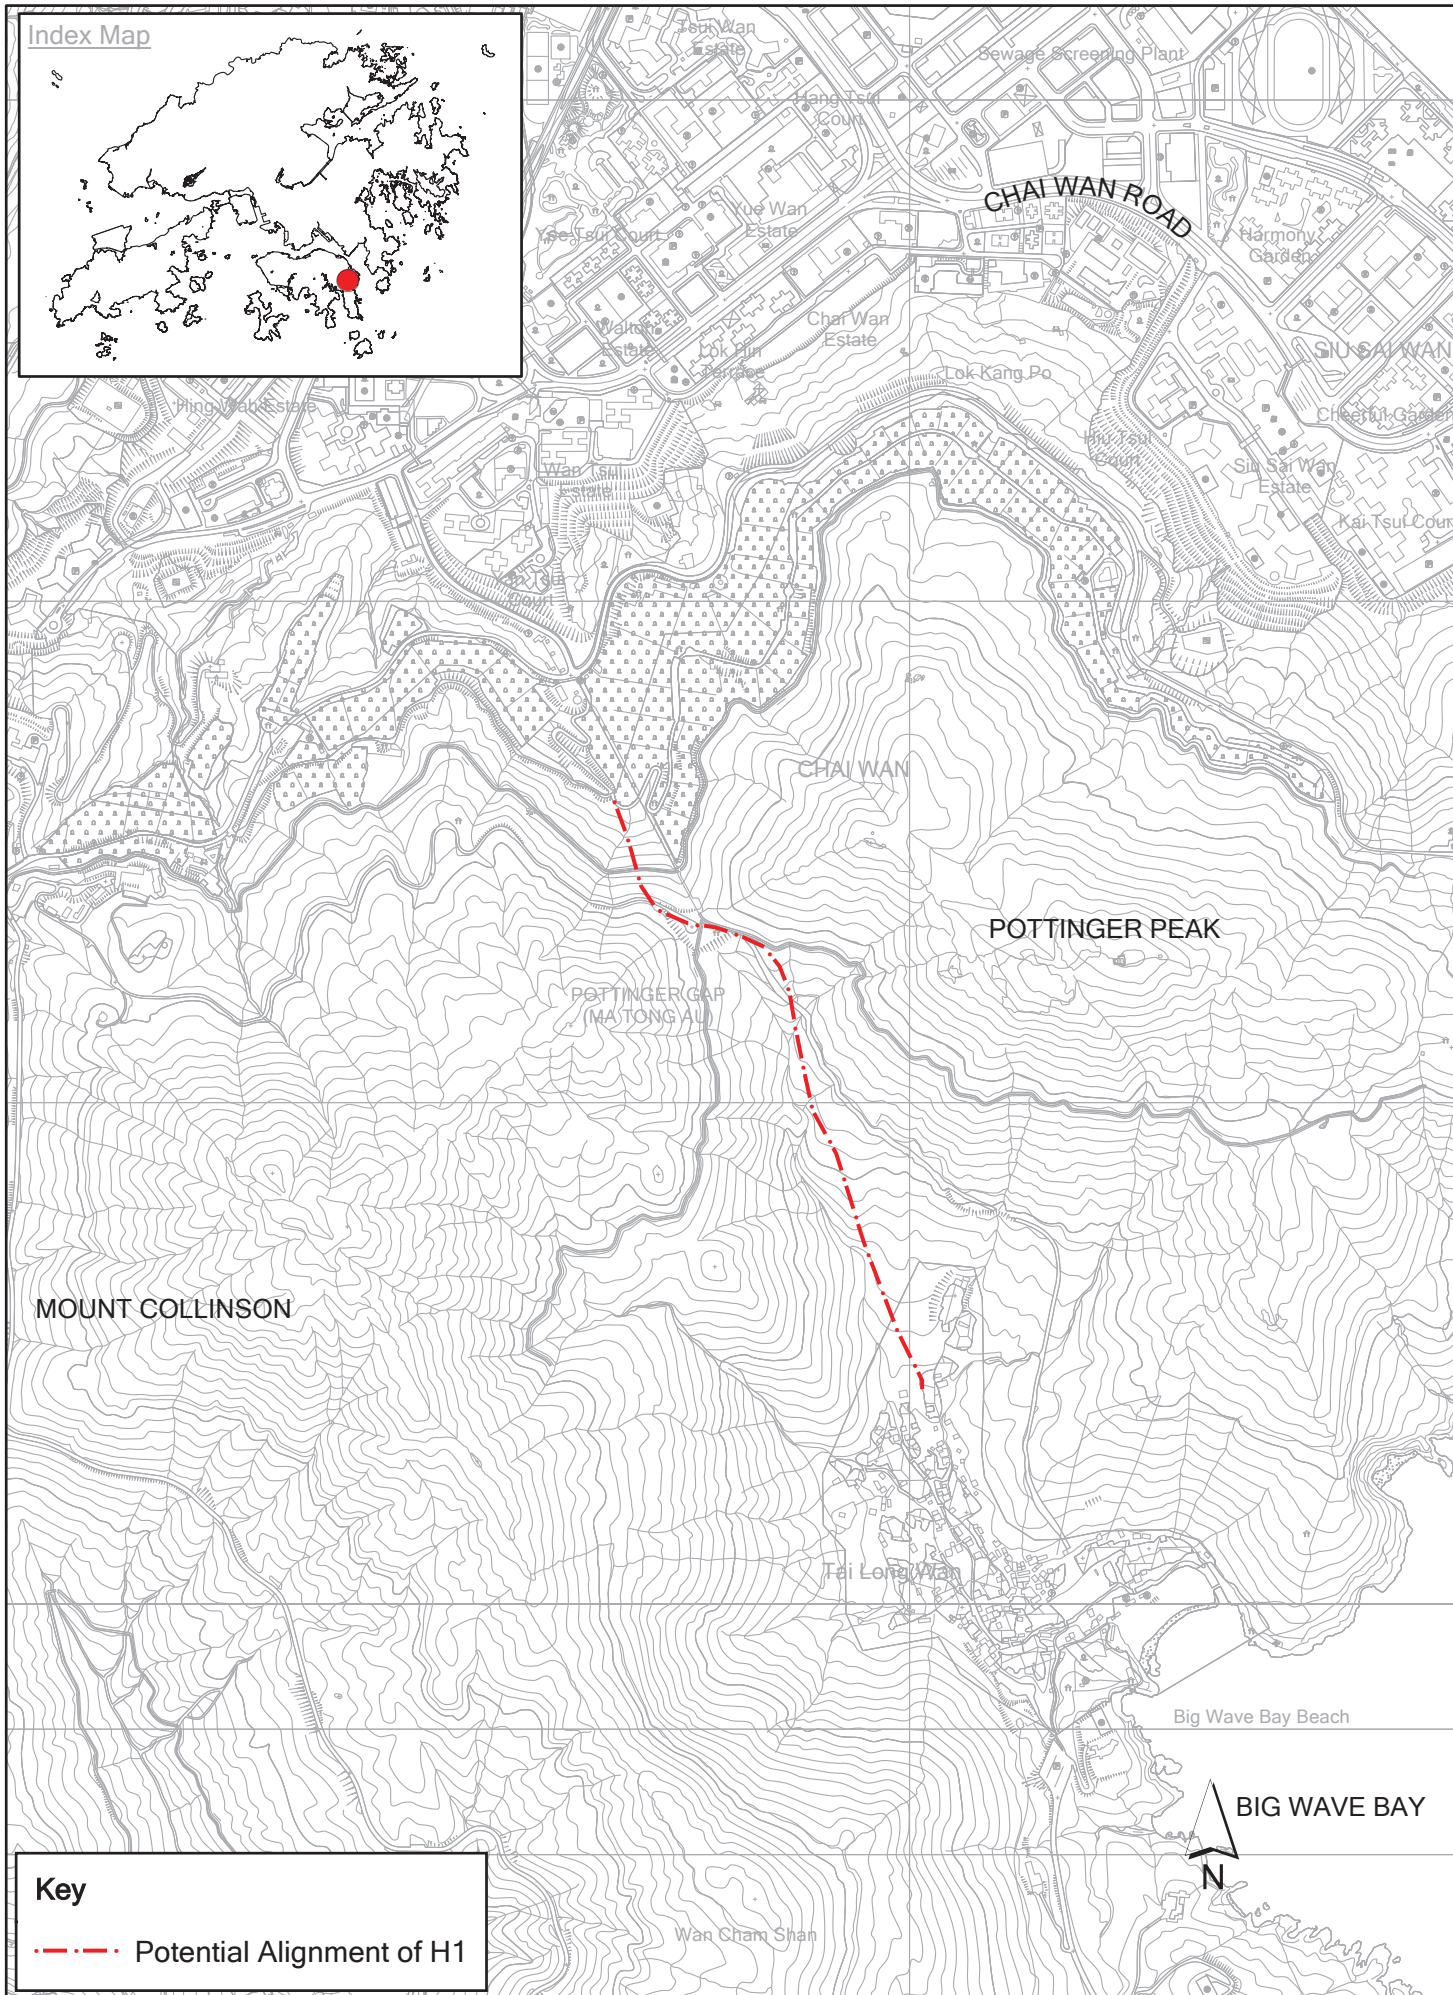 Index Map
Tsui Wan
Estate
Sewage Screening Plant
Hang Tsui
Court
CHAI WAN ROAD
Yue Wan
Estate
Yee Tsui Court
Harmony
Garden
Chai Wan
Estate
Walton
Estate
Lok Hin
Terrace
SIU SAI WAN
Lok Kang Po
Hing Wah Estate
Cheerful Garden
Hiu Tsui
Court
Wan Tsui
Estate
Siu Sai Wan
Estate
Kai Tsui Cour
Tsui
Court
CHAI WAN
POTTINGER PEAK
POTTINGER GAP
(MA TONG AU)
MOUNT COLLINSON
Tai Long Wan
Big Wave Bay Beach
BIG WAVE BAY
N
Key
Potential Alignment of H1
Wan Cham Shan